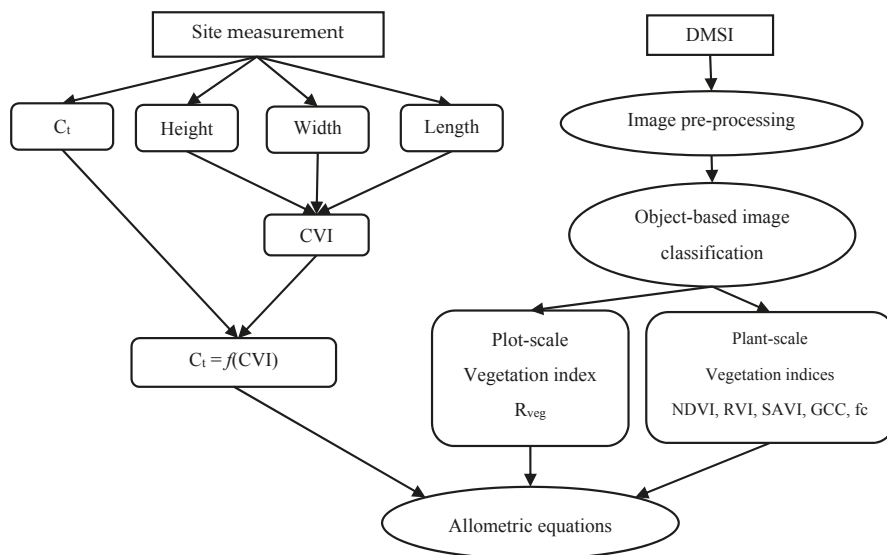 Site measurement
DMSI
Ct
Height
Width
Length
Image pre-processing
CVI
Object-based image
classification
Ct = f(CVI)
Plot-scale
Vegetation index
Rveg
Plant-scale
Vegetation indices
NDVI, RVI, SAVI, GCC, fc
Allometric equations